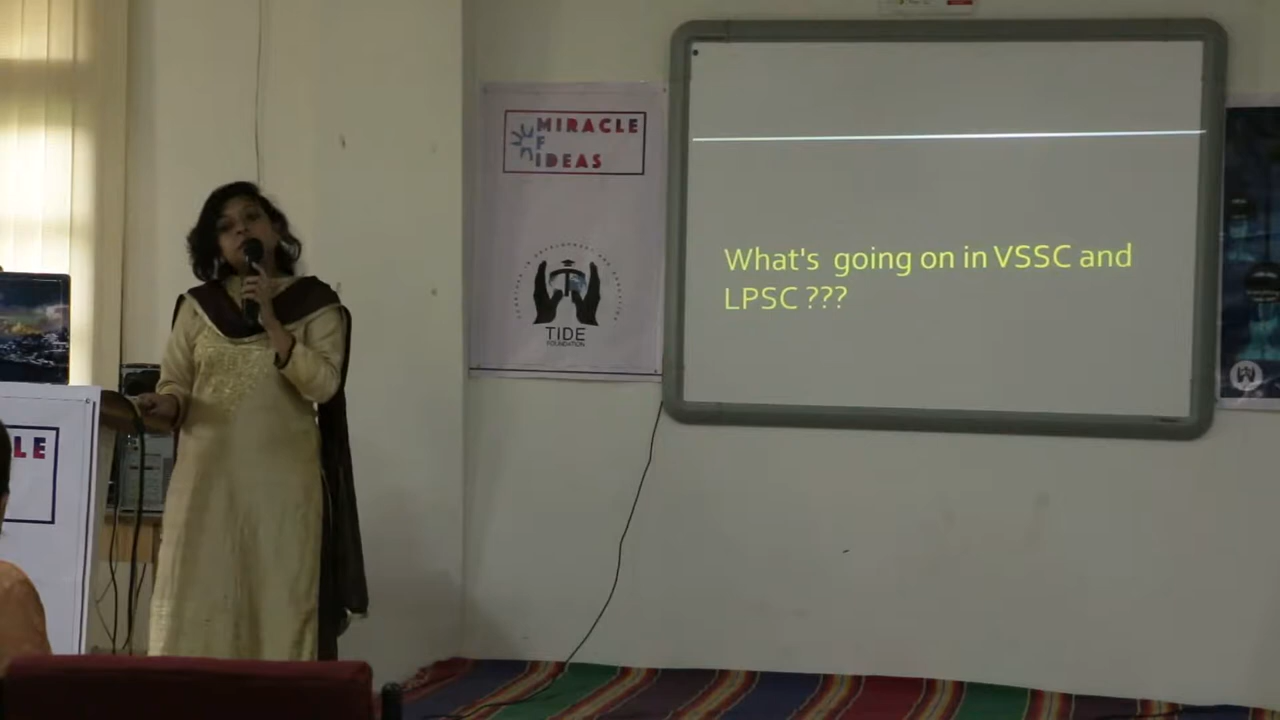 MIRACLE
OF
IDEAS
TIDE
FOUNDATION
What's going on in VSSC and
LPSC ???
LE